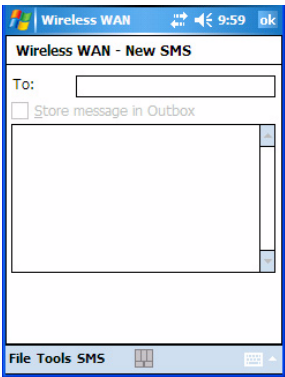 Wireless WAN 9:59 ok
Wireless WAN - New SMS
To:
Store message in Outbox
File Tools SMS